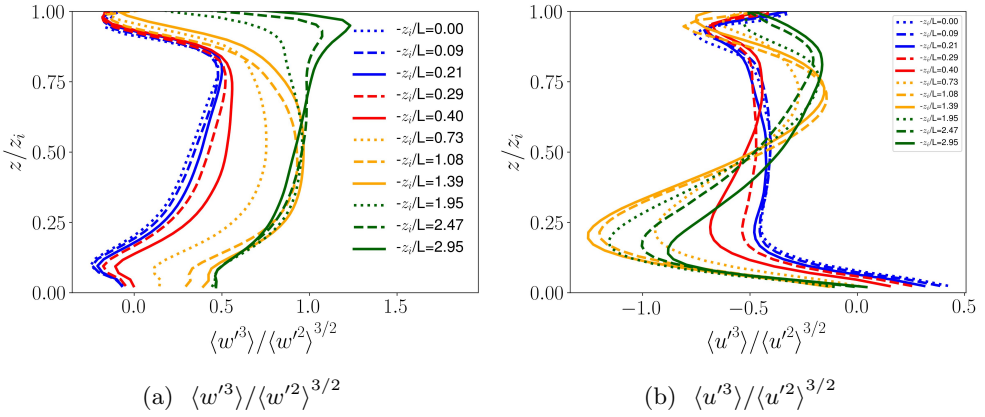 1.00
0.75
0.50
0.25
0.00
z/z_i
0.0
0.5
1.0
1.5
⟨w′³⟩/⟨w′²⟩^{3/2}
-z_i/L=0.00
-z_i/L=0.09
-z_i/L=0.21
-z_i/L=0.29
-z_i/L=0.40
-z_i/L=0.73
-z_i/L=1.08
-z_i/L=1.39
-z_i/L=1.95
-z_i/L=2.47
-z_i/L=2.95
(a) ⟨w′³⟩/⟨w′²⟩^{3/2}
1.00
0.75
0.50
0.25
0.00
z/z_i
−1.0
−0.5
0.0
0.5
⟨u′³⟩/⟨u′²⟩^{3/2}
-z_i/L=0.00
-z_i/L=0.09
-z_i/L=0.21
-z_i/L=0.29
-z_i/L=0.40
-z_i/L=0.73
-z_i/L=1.08
-z_i/L=1.39
-z_i/L=1.95
-z_i/L=2.47
-z_i/L=2.95
(b) ⟨u′³⟩/⟨u′²⟩^{3/2}